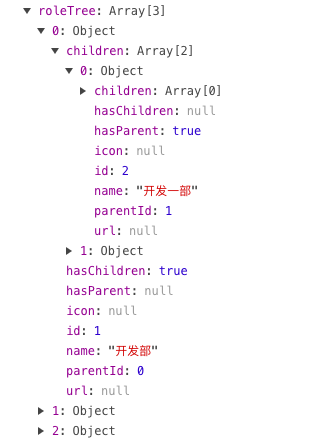 roleTree: Array[3]
0: Object
children: Array[2]
0: Object
children: Array[0]
hasChildren: null
hasParent: true
icon: null
id: 2
name: "开发一部"
parentId: 1
url: null
1: Object
hasChildren: true
hasParent: null
icon: null
id: 1
name: "开发部"
parentId: 0
url: null
1: Object
2: Object